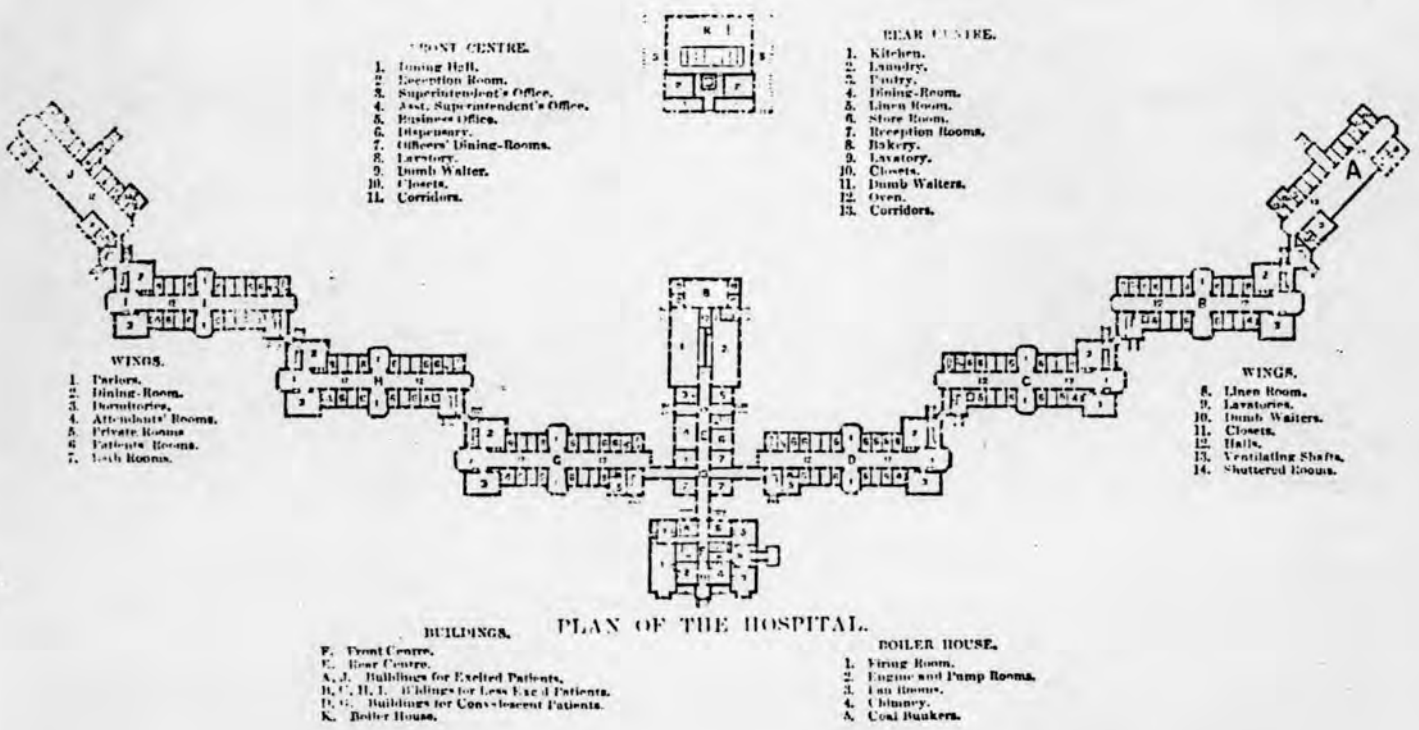 FRONT CENTRE.
1. Dining Hall.
2. Reception Room.
3. Superintendent's Office.
4. Asst. Superintendent's Office.
5. Business Office.
6. Dispensary.
7. Officers' Dining-Rooms.
8. Lavatory.
9. Dumb Waiter.
10. Closets.
11. Corridors.
REAR CENTRE.
1. Kitchen.
2. Laundry.
3. Pantry.
4. Dining-Room.
5. Linen Room.
6. Store Room.
7. Reception Rooms.
8. Bakery.
9. Lavatory.
10. Closets.
11. Dumb Waiters.
12. Oven.
13. Corridors.
WINGS.
1. Parlors.
2. Dining-Room.
3. Dormitories.
4. Attendants' Rooms.
5. Private Rooms
6. Patients' Rooms.
7. Bath Rooms.
WINGS.
8. Linen Room.
9. Lavatories.
10. Dumb Waiters.
11. Closets.
12. Halls.
13. Ventilating Shafts.
14. Shuttered Rooms.
A
B
C
D
G
H
PLAN OF THE HOSPITAL.
BUILDINGS.
F. Front Centre.
E. Rear Centre.
A, J. Buildings for Excited Patients.
B, C, H, I. B'ldings for Less Exc'd Patients.
D, G. Buildings for Convalescent Patients.
K. Boiler House.
BOILER HOUSE.
1. Firing Room.
2. Engine and Pump Rooms.
3. Fan Rooms.
4. Chimney.
5. Coal Bunkers.